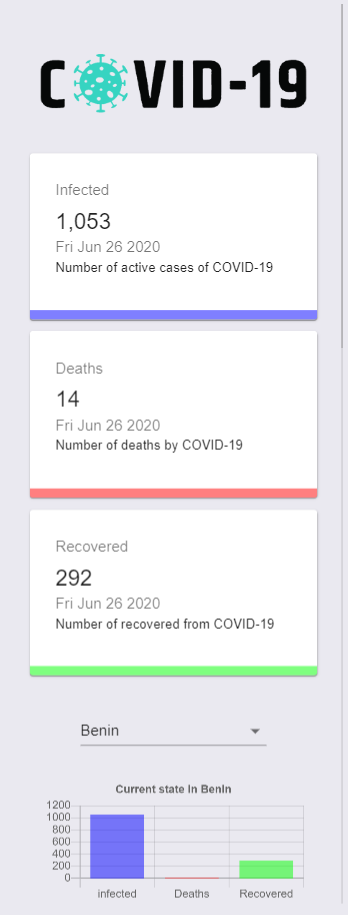 COVID-19
Infected
1,053
Fri Jun 26 2020
Number of active cases of COVID-19
Deaths
14
Fri Jun 26 2020
Number of deaths by COVID-19
Recovered
292
Fri Jun 26 2020
Number of recovered from COVID-19
Benin
Current state in Benin
1200
1000
800
600
400
200
0
infected Deaths Recovered